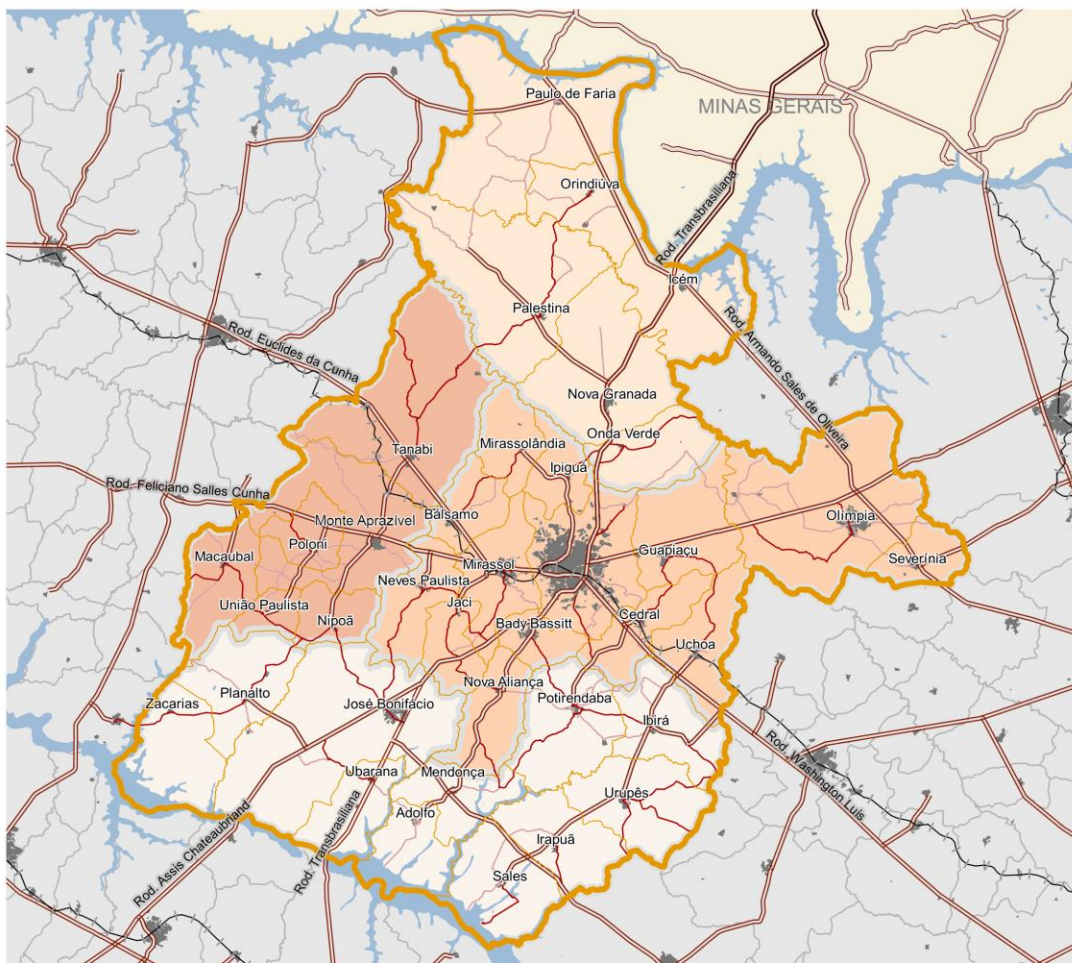 Paulo de Faria
MINAS GERAIS
Orindiúva
Rod. Transbrasiliana
Icém
Palestina
Rod. Euclides da Cunha
Rod. Armando Sales de Oliveira
Nova Granada
Onda Verde
Mirassolândia
Tanabi
Ipiguá
Rod. Feliciano Salles Cunha
Bálsamo
Monte Aprazível
Olímpia
Poloni
Macaubal
Guapiaçu
Severínia
Mirassol
Neves Paulista
Jaci
União Paulista
Cedral
Nipoã
Bady Bassitt
Uchoa
Nova Aliança
Planalto
Potirendaba
Zacarias
José Bonifácio
Ibirá
Rod. Washington Luis
Ubarana
Mendonça
Urupês
Adolfo
Rod. Assis Chateaubriand
Rod. Transbrasiliana
Irapuã
Sales